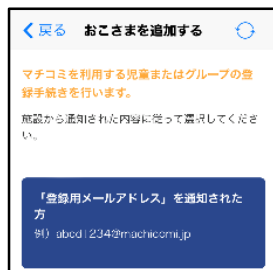 戻る おこさまを追加する
マチコミを利用する児童またはグループの登
録手続きを行います。
施設から通知された内容に従って選択してくださ
い。
「登録用メールアドレス」を通知された
方
例）abcd1234@machicomi.jp